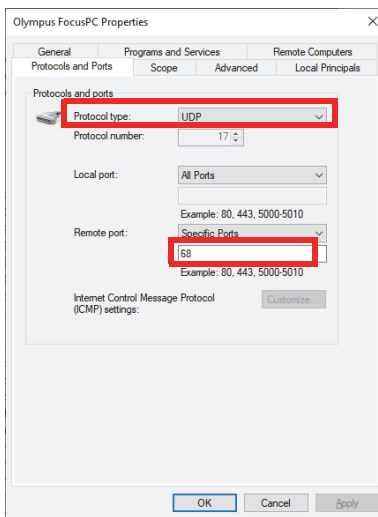 Olympus FocusPC Properties
General Programs and Services Remote Computers
Protocols and Ports Scope Advanced Local Principals
Protocols and ports
Protocol type: UDP
Protocol number: 17
Local port: All Ports
Example: 80, 443, 5000-5010
Remote port: Specific Ports
68
Example: 80, 443, 5000-5010
Internet Control Message Protocol
(ICMP) settings: Customize...
OK Cancel Apply